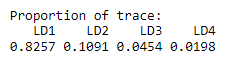 Proportion of trace:
LD1 LD2 LD3 LD4
0.8257 0.1091 0.0454 0.0198